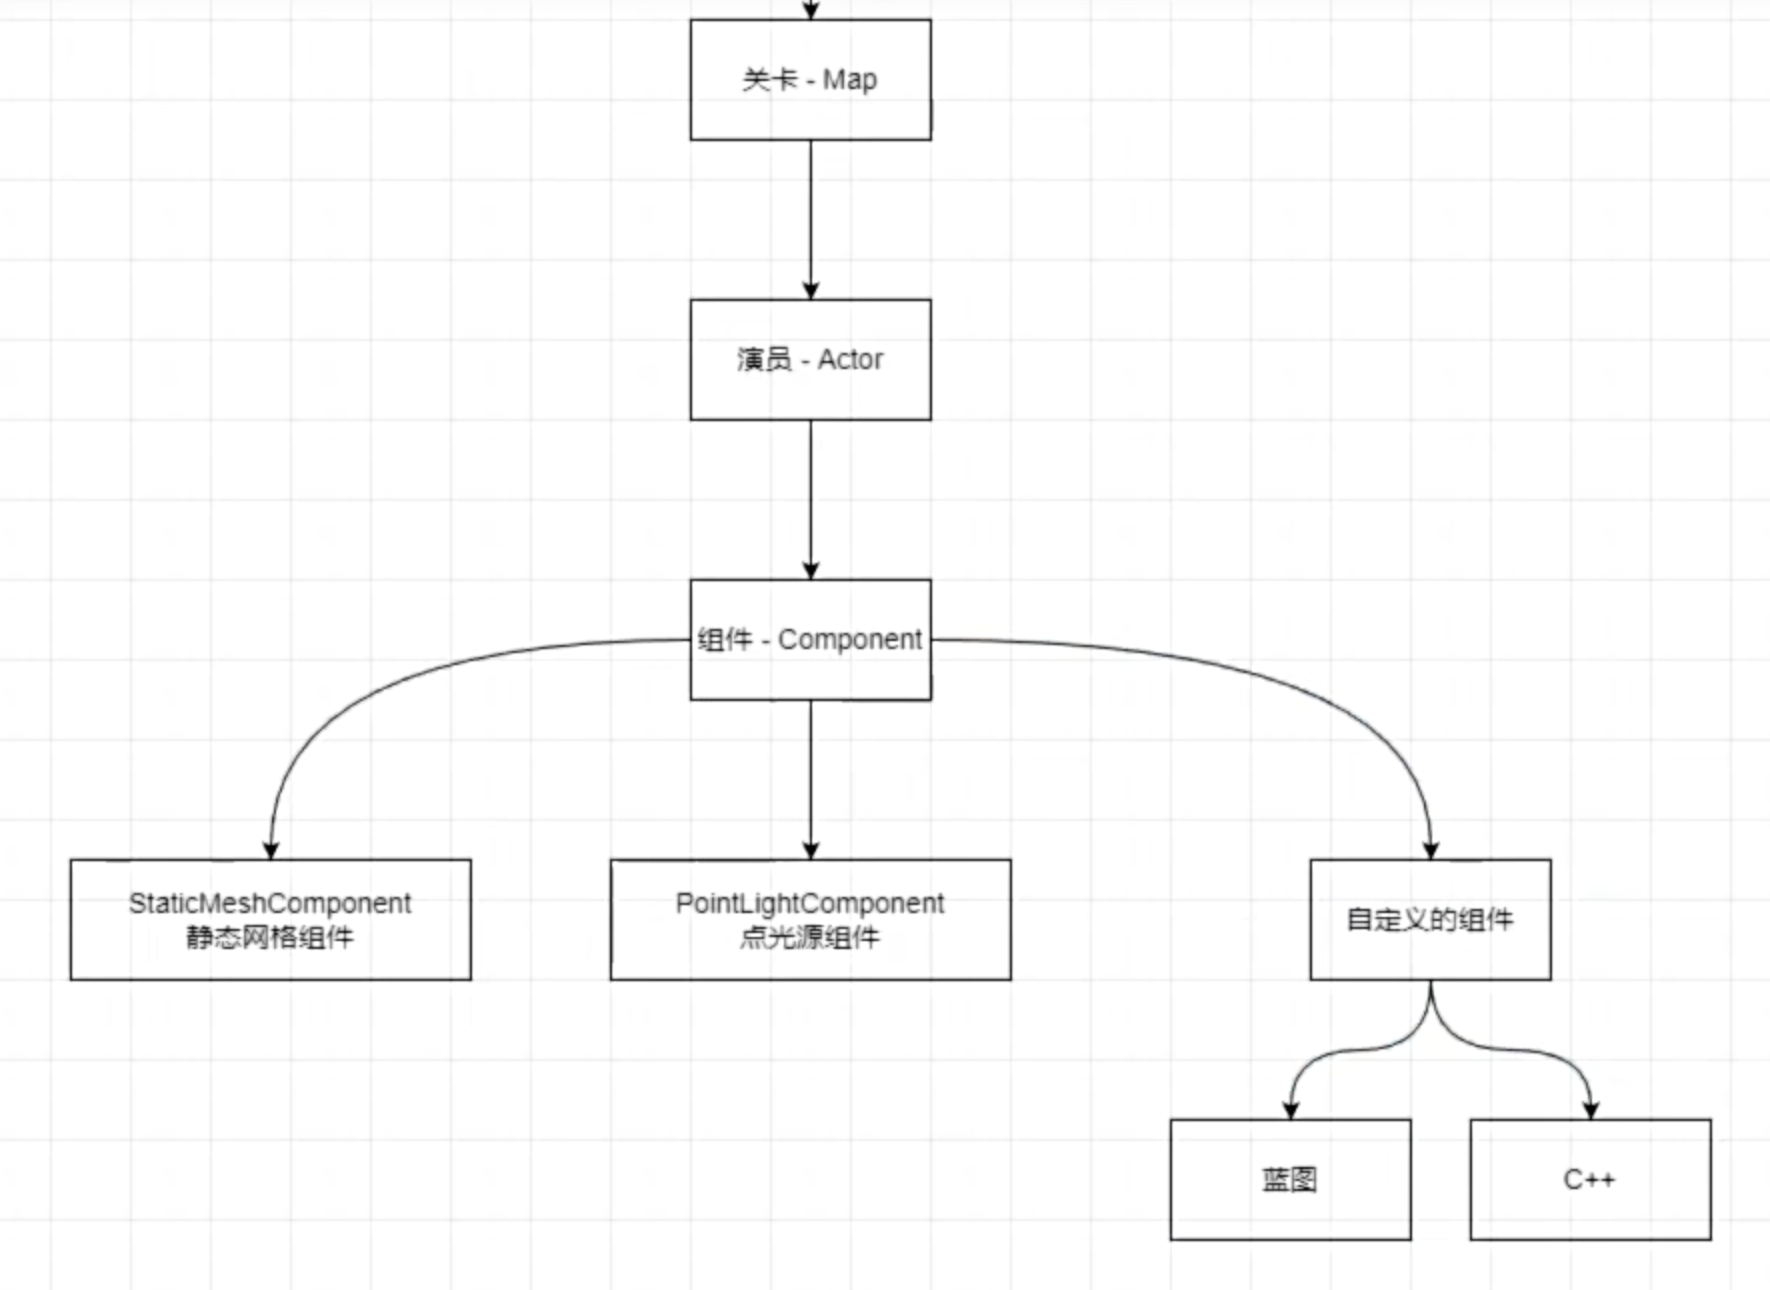 关卡 - Map
演员 - Actor
组件 - Component
StaticMeshComponent
静态网格组件
PointLightComponent
点光源组件
自定义的组件
蓝图
C++